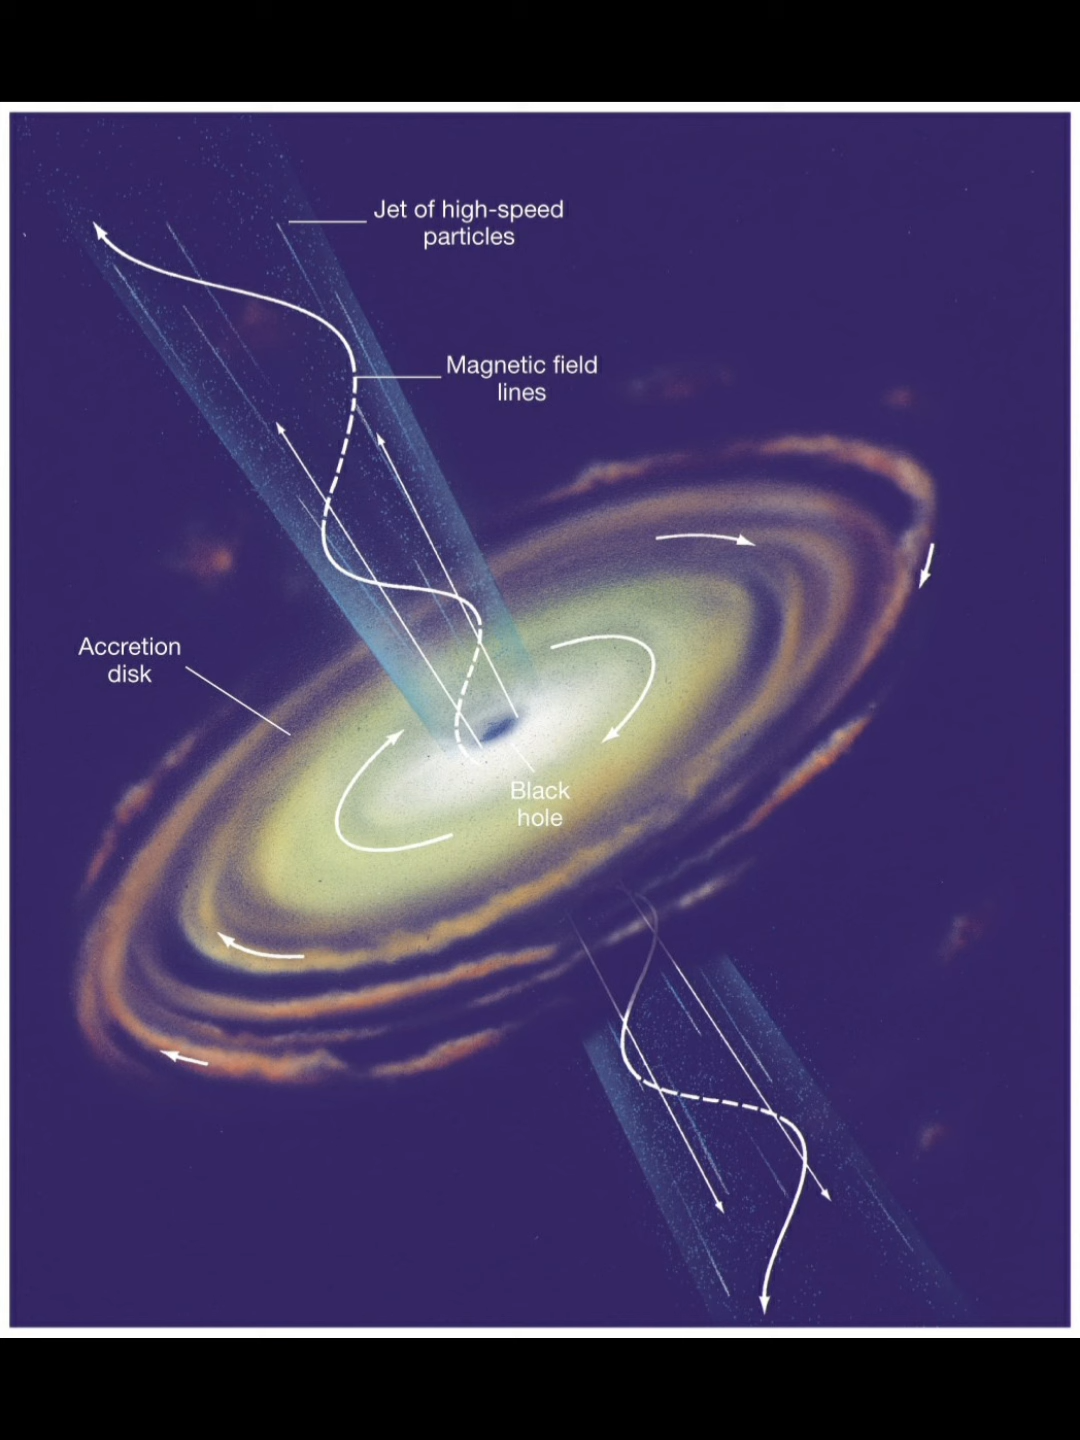 Jet of high-speed
particles
Magnetic field
lines
Accretion
disk
Black
hole